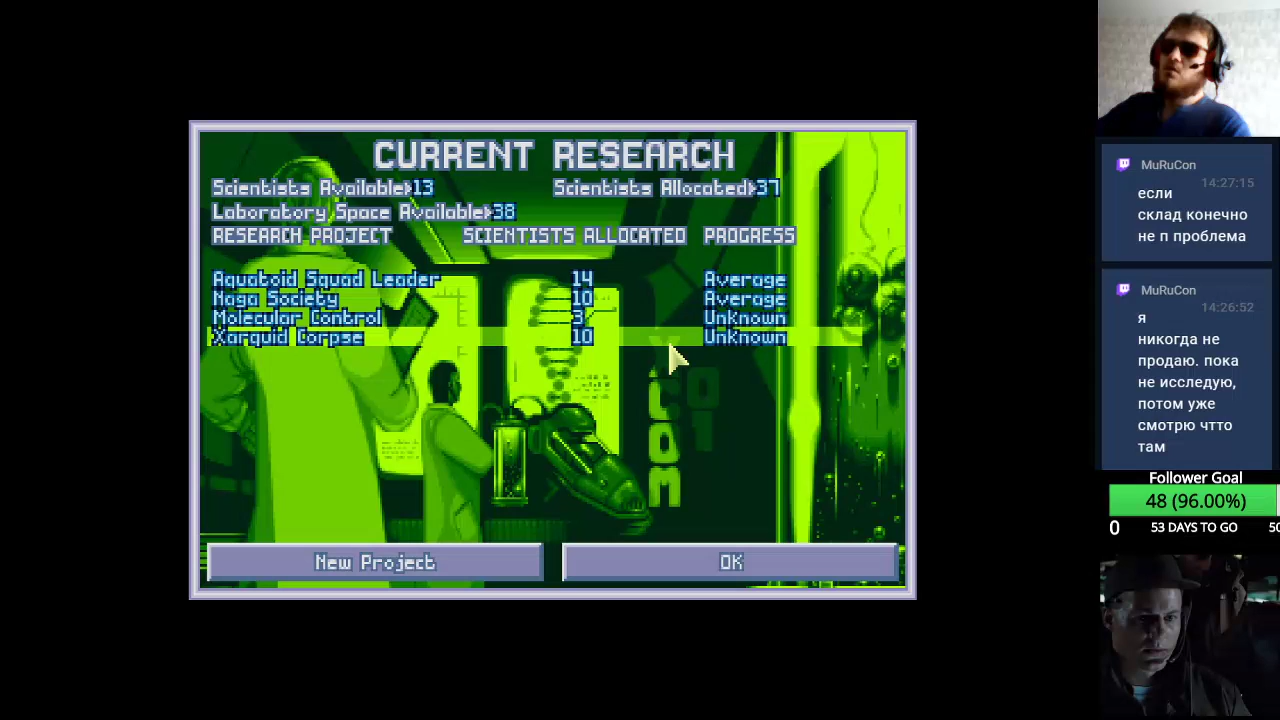 CURRENT RESEARCH
Scientists Available>13 Scientists Allocated>37
Laboratory Space Available>38
RESEARCH PROJECT SCIENTISTS ALLOCATED PROGRESS
Aquatoid Squad Leader 14 Average
Naga Society 10 Average
Molecular Control 3 Unknown
Xarquid Corpse 10 Unknown
New Project OK
MuRuCon
14:27:15
если
склад конечно
не п проблема
MuRuCon
14:26:52
я
никогда не
продаю. пока
не исследую,
потом уже
смотрю чтто
там
Follower Goal
48 (96.00%)
0 53 DAYS TO GO